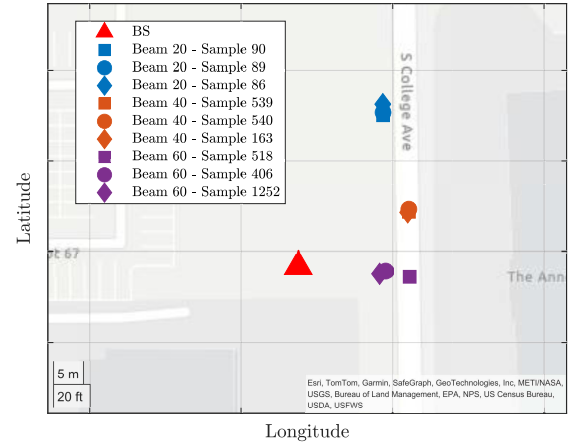 BS
Beam 20 - Sample 90
Beam 20 - Sample 89
Beam 20 - Sample 86
Beam 40 - Sample 539
Beam 40 - Sample 540
Beam 40 - Sample 163
Beam 60 - Sample 518
Beam 60 - Sample 406
Beam 60 - Sample 1252
S College Ave
Latitude
ot 67
The Ann
5 m
20 ft
Esri, TomTom, Garmin, SafeGraph, GeoTechnologies, Inc, METI/NASA,
USGS, Bureau of Land Management, EPA, NPS, US Census Bureau,
USDA, USFWS
Longitude